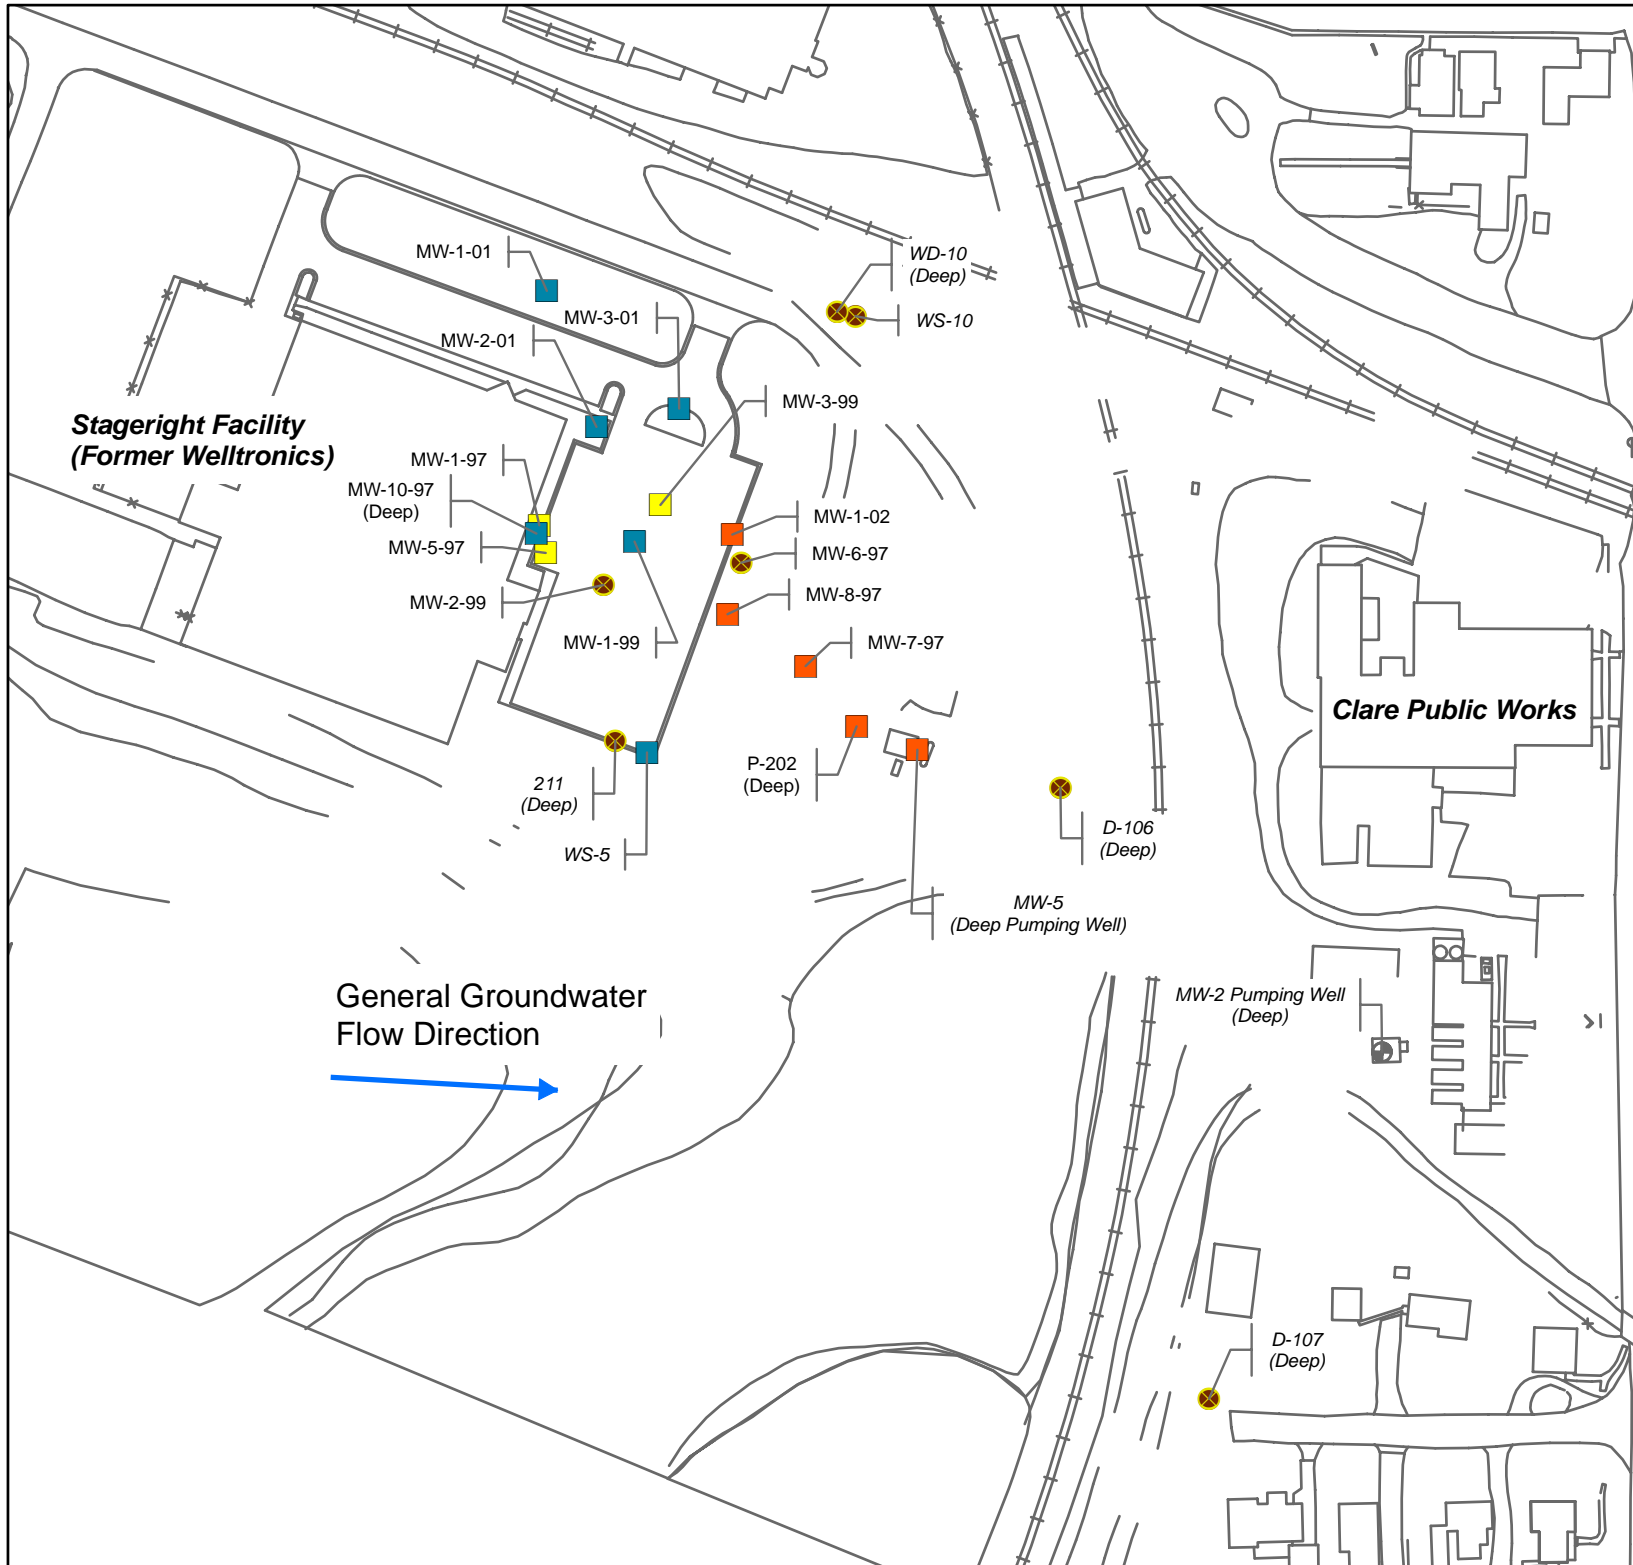 WD-10
(Deep)
MW-1-01
MW-3-01
WS-10
MW-2-01
MW-3-99
Stageright Facility
(Former Welltronics)
MW-1-97
MW-10-97
(Deep)
MW-5-97
MW-2-99
MW-1-99
MW-1-02
MW-6-97
MW-8-97
MW-7-97
Clare Public Works
P-202
(Deep)
211
(Deep)
WS-5
D-106
(Deep)
MW-5
(Deep Pumping Well)
General Groundwater
Flow Direction
MW-2 Pumping Well
(Deep)
D-107
(Deep)